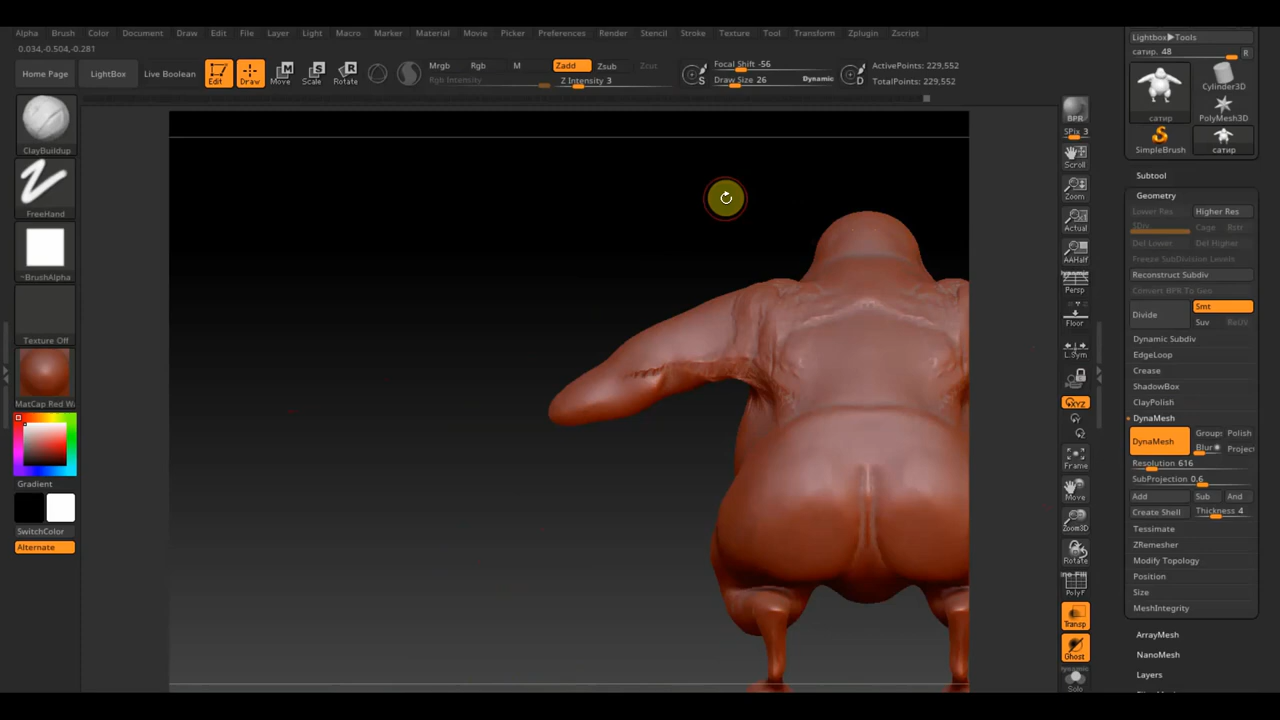 Alpha Brush Color Document Draw Edit File Layer Light Macro Marker Material Movie Picker Preferences Render Stencil Stroke Texture Tool Transform Zplugin Zscript
0.034,-0.504,-0.281
Home Page LightBox Live Boolean Edit Draw Move Scale Rotate
Mrgb Rgb M Zadd Zsub Zcut
Rgb Intensity Z Intensity 3
S Focal Shift -56
Draw Size 26 Dynamic
D ActivePoints: 229,552
TotalPoints: 229,552
ClayBuildup
FreeHand
~BrushAlpha
Texture Off
MatCap Red W
Gradient
SwitchColor
Alternate
BPR
SPix 3
Scroll
Zoom
Actual
AAHalf
dynamic
Persp
Floor
L.Sym
XYZ
Frame
Move
Zoom3D
Rotate
Line Fill
PolyF
Transp
Ghost
dynamic
Solo
Lightbox▶Tools
сатир. 48 R
сатир Cylinder3D
PolyMesh3D
SimpleBrush сатир
Subtool
Geometry
Lower Res Higher Res
SDiv Cage Rstr
Del Lower Del Higher
Freeze SubDivision Levels
Reconstruct Subdiv
Convert BPR To Geo
Divide Smt
Suv ReUV
Dynamic Subdiv
EdgeLoop
Crease
ShadowBox
ClayPolish
DynaMesh
DynaMesh Group Polish
Blur Projec
Resolution 616
SubProjection 0.6
Add Sub And
Create Shell Thickness 4
Tessimate
ZRemesher
Modify Topology
Position
Size
MeshIntegrity
ArrayMesh
NanoMesh
Layers